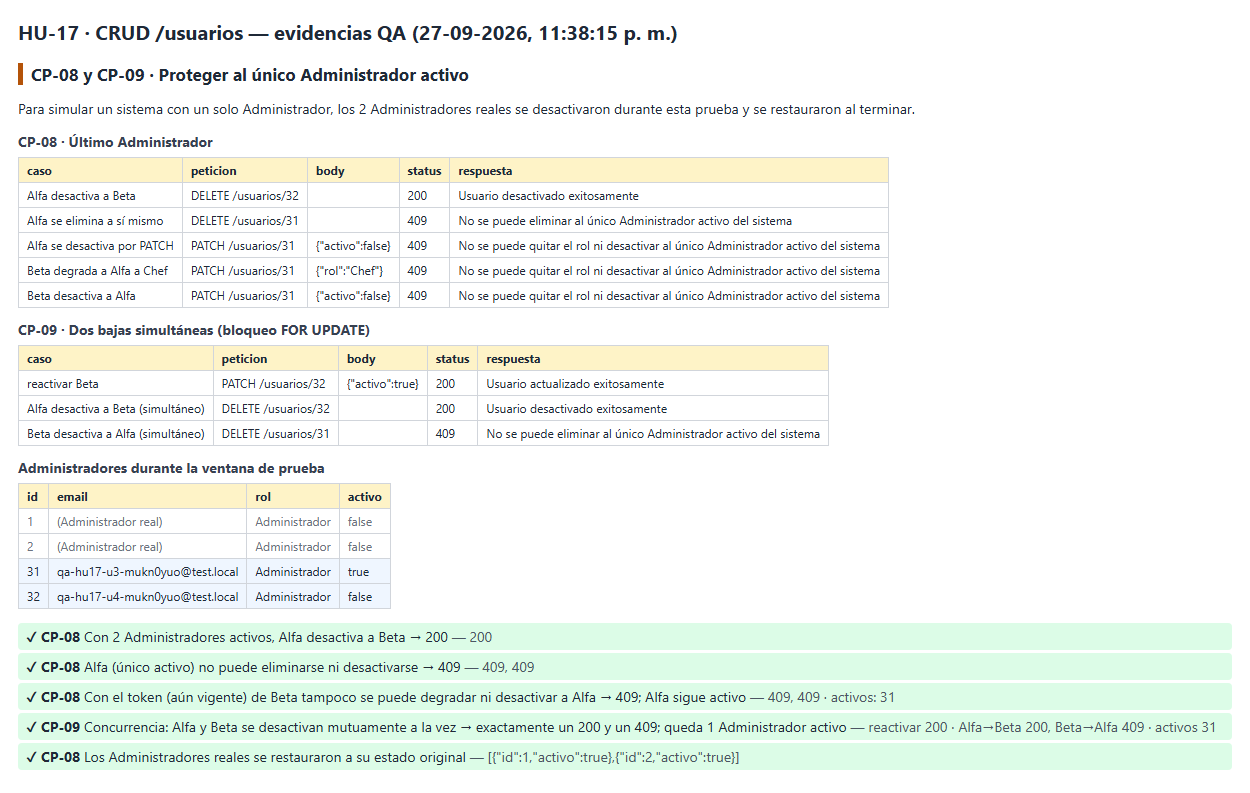 HU-17 · CRUD /usuarios — evidencias QA (27-09-2026, 11:38:15 p. m.)
CP-08 y CP-09 · Proteger al único Administrador activo
Para simular un sistema con un solo Administrador, los 2 Administradores reales se desactivaron durante esta prueba y se restauraron al terminar.
CP-08 · Último Administrador
caso peticion body status respuesta
Alfa desactiva a Beta DELETE /usuarios/32 200 Usuario desactivado exitosamente
Alfa se elimina a sí mismo DELETE /usuarios/31 409 No se puede eliminar al único Administrador activo del sistema
Alfa se desactiva por PATCH PATCH /usuarios/31 {"activo":false} 409 No se puede quitar el rol ni desactivar al único Administrador activo del sistema
Beta degrada a Alfa a Chef PATCH /usuarios/31 {"rol":"Chef"} 409 No se puede quitar el rol ni desactivar al único Administrador activo del sistema
Beta desactiva a Alfa PATCH /usuarios/31 {"activo":false} 409 No se puede quitar el rol ni desactivar al único Administrador activo del sistema
CP-09 · Dos bajas simultáneas (bloqueo FOR UPDATE)
caso peticion body status respuesta
reactivar Beta PATCH /usuarios/32 {"activo":true} 200 Usuario actualizado exitosamente
Alfa desactiva a Beta (simultáneo) DELETE /usuarios/32 200 Usuario desactivado exitosamente
Beta desactiva a Alfa (simultáneo) DELETE /usuarios/31 409 No se puede eliminar al único Administrador activo del sistema
Administradores durante la ventana de prueba
id email rol activo
1 (Administrador real) Administrador false
2 (Administrador real) Administrador false
31 qa-hu17-u3-mukn0yuo@test.local Administrador true
32 qa-hu17-u4-mukn0yuo@test.local Administrador false
✓ CP-08 Con 2 Administradores activos, Alfa desactiva a Beta → 200 — 200
✓ CP-08 Alfa (único activo) no puede eliminarse ni desactivarse → 409 — 409, 409
✓ CP-08 Con el token (aún vigente) de Beta tampoco se puede degradar ni desactivar a Alfa → 409; Alfa sigue activo — 409, 409 · activos: 31
✓ CP-09 Concurrencia: Alfa y Beta se desactivan mutuamente a la vez → exactamente un 200 y un 409; queda 1 Administrador activo — reactivar 200 · Alfa→Beta 200, Beta→Alfa 409 · activos 31
✓ CP-08 Los Administradores reales se restauraron a su estado original — [{"id":1,"activo":true},{"id":2,"activo":true}]